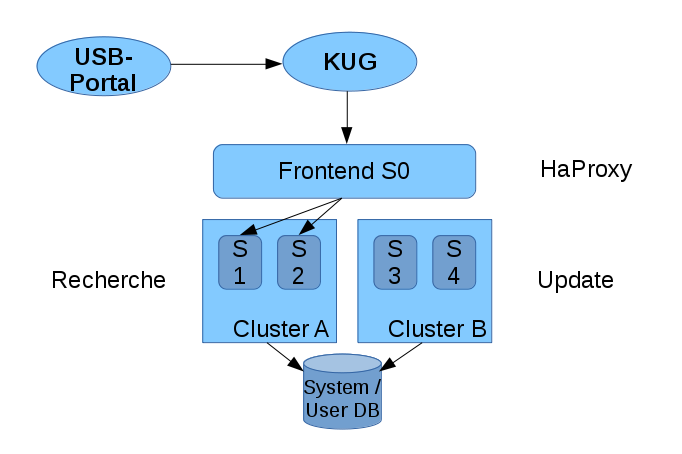 USB-
Portal
KUG
Frontend S0
HaProxy
S
1
S
2
S
3
S
4
Recherche
Update
Cluster A
Cluster B
System /
User DB